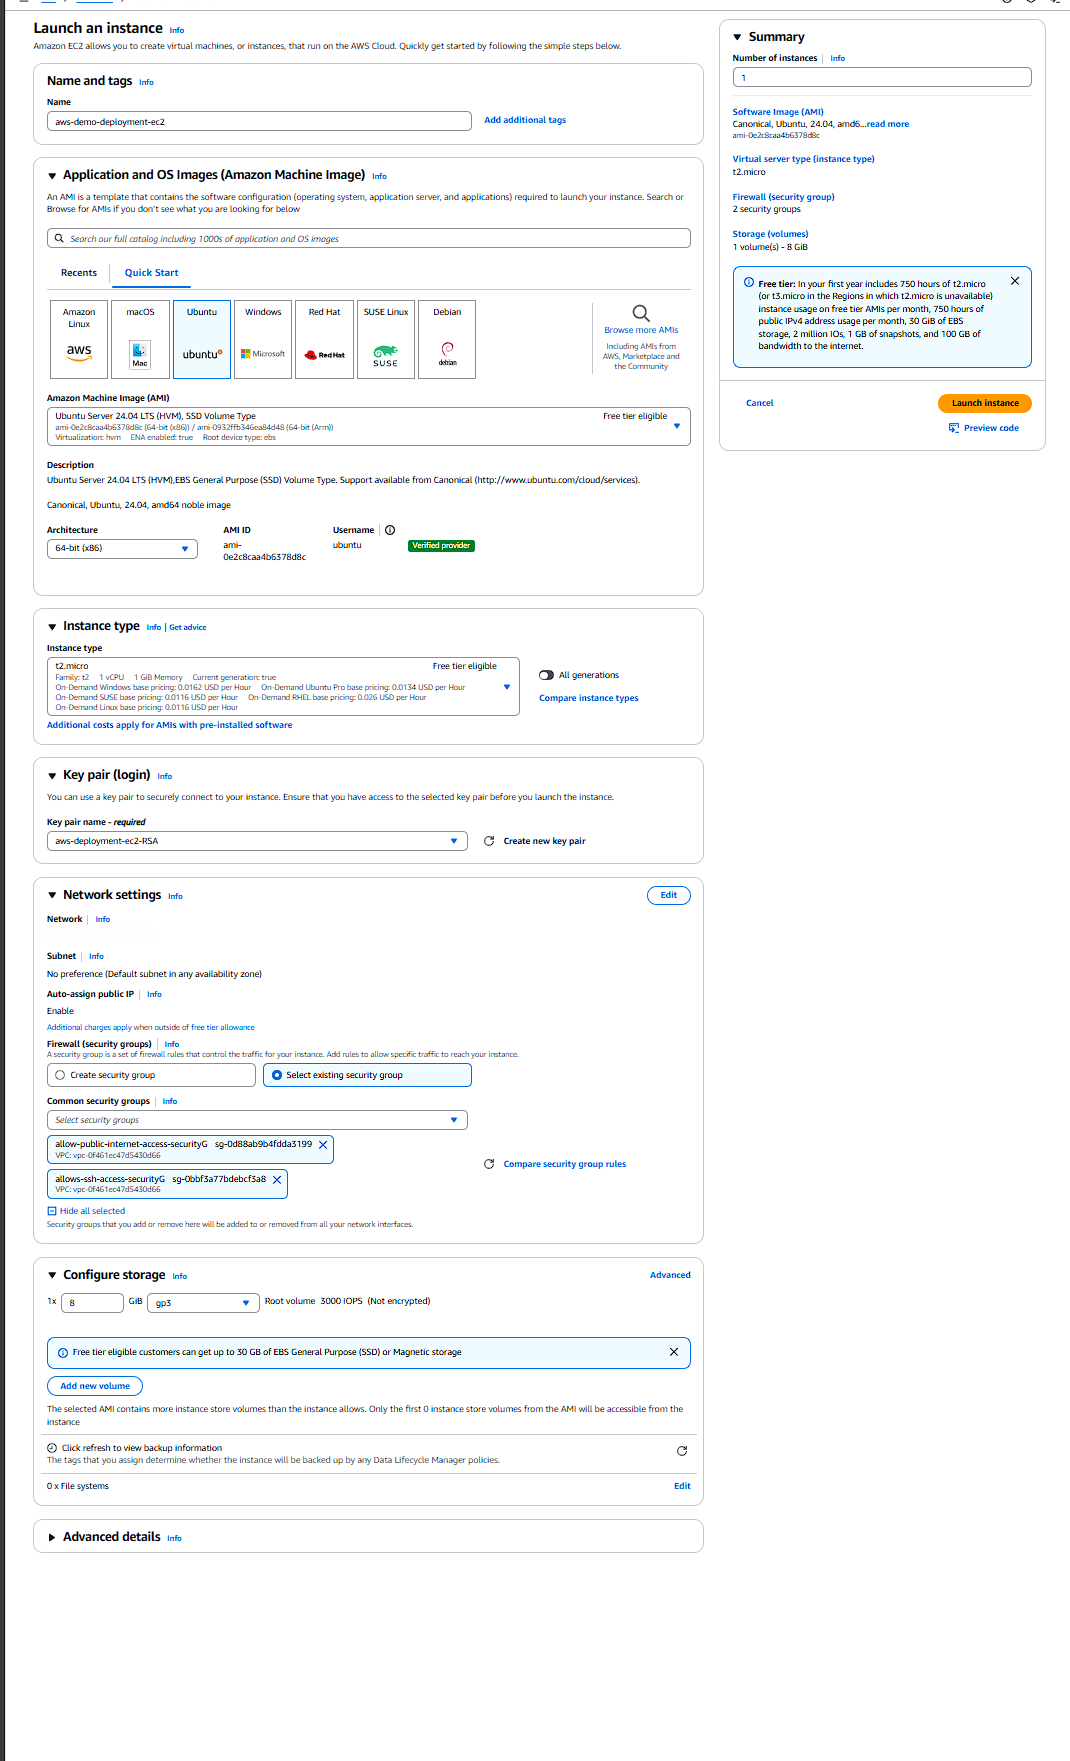 Launch an instance Info
Amazon EC2 allows you to create virtual machines, or instances, that run on the AWS Cloud. Quickly get started by following the simple steps below.
Name and tags Info
Name
aws-demo-deployment-ec2
Add additional tags
Application and OS Images (Amazon Machine Image) Info
An AMI is a template that contains the software configuration (operating system, application server, and applications) required to launch your instance. Search or
Browse for AMIs if you don't see what you are looking for below
Search our full catalog including 1000s of application and OS images
Recents
Quick Start
Amazon
Linux
aws
macOS
Mac
Ubuntu
ubuntu
Windows
Microsoft
Red Hat
Red Hat
SUSE Linux
SUSE
Debian
debian
Browse more AMIs
Including AMIs from
AWS, Marketplace and
the Community
Amazon Machine Image (AMI)
Ubuntu Server 24.04 LTS (HVM), SSD Volume Type
Free tier eligible
ami-0e2c8caa4b6378d8c (64-bit (x86)) / ami-0932ffb346ea84d48 (64-bit (Arm))
Virtualization: hvm ENA enabled: true Root device type: ebs
Description
Ubuntu Server 24.04 LTS (HVM),EBS General Purpose (SSD) Volume Type. Support available from Canonical (http://www.ubuntu.com/cloud/services).
Canonical, Ubuntu, 24.04, amd64 noble image
Architecture
64-bit (x86)
AMI ID
ami-
0e2c8caa4b6378d8c
Username
ubuntu
Verified provider
Instance type Info | Get advice
Instance type
t2.micro
Free tier eligible
Family: t2 1 vCPU 1 GiB Memory Current generation: true
On-Demand Windows base pricing: 0.0162 USD per Hour On-Demand Ubuntu Pro base pricing: 0.0134 USD per Hour
On-Demand SUSE base pricing: 0.0116 USD per Hour On-Demand RHEL base pricing: 0.026 USD per Hour
On-Demand Linux base pricing: 0.0116 USD per Hour
All generations
Compare instance types
Additional costs apply for AMIs with pre-installed software
Key pair (login) Info
You can use a key pair to securely connect to your instance. Ensure that you have access to the selected key pair before you launch the instance.
Key pair name - required
aws-deployment-ec2-RSA
Create new key pair
Network settings Info
Edit
Network Info
Subnet Info
No preference (Default subnet in any availability zone)
Auto-assign public IP Info
Enable
Additional charges apply when outside of free tier allowance
Firewall (security groups) Info
A security group is a set of firewall rules that control the traffic for your instance. Add rules to allow specific traffic to reach your instance.
Create security group
Select existing security group
Common security groups Info
Select security groups
allow-public-internet-access-securityG sg-0d88ab9b4fdda3199
VPC: vpc-0f461ec47d5430d66
allows-ssh-access-securityG sg-0bbf3a77bdebcf3a8
VPC: vpc-0f461ec47d5430d66
Compare security group rules
Hide all selected
Security groups that you add or remove here will be added to or removed from all your network interfaces.
Configure storage Info
Advanced
1x 8 GiB gp3 Root volume 3000 IOPS (Not encrypted)
Free tier eligible customers can get up to 30 GB of EBS General Purpose (SSD) or Magnetic storage
Add new volume
The selected AMI contains more instance store volumes than the instance allows. Only the first 0 instance store volumes from the AMI will be accessible from the
instance
Click refresh to view backup information
The tags that you assign determine whether the instance will be backed up by any Data Lifecycle Manager policies.
0 x File systems
Edit
Advanced details Info
Summary
Number of instances Info
1
Software Image (AMI)
Canonical, Ubuntu, 24.04, amd6...read more
ami-0e2c8caa4b6378d8c
Virtual server type (instance type)
t2.micro
Firewall (security group)
2 security groups
Storage (volumes)
1 volume(s) - 8 GiB
Free tier: In your first year includes 750 hours of t2.micro
(or t3.micro in the Regions in which t2.micro is unavailable)
instance usage on free tier AMIs per month, 750 hours of
public IPv4 address usage per month, 30 GiB of EBS
storage, 2 million IOs, 1 GB of snapshots, and 100 GB of
bandwidth to the internet.
Cancel
Launch instance
Preview code